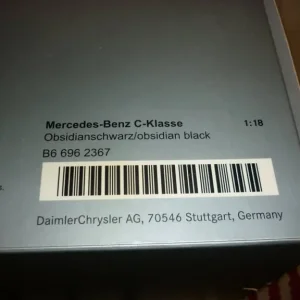 Mercedes-Benz C-Klasse 1:18
Obsidianschwarz/obsidian black
B6 696 2367
DaimlerChrysler AG, 70546 Stuttgart, Germany